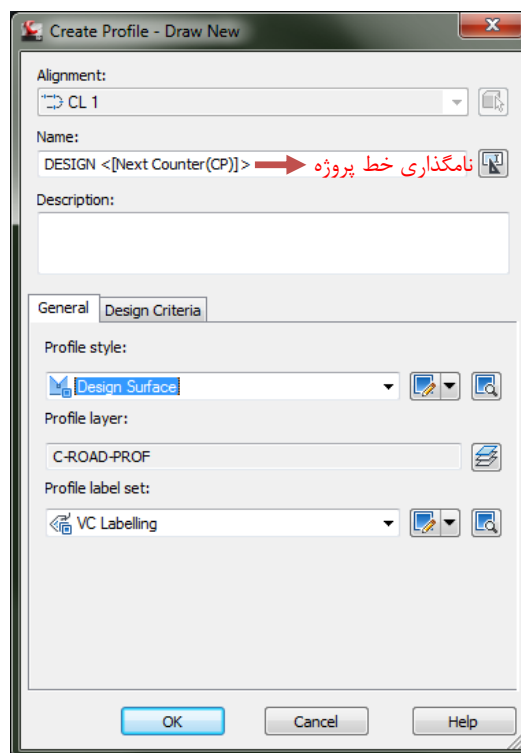 Create Profile - Draw New
Alignment:
CL 1
Name:
DESIGN <[Next Counter(CP)]> نامگذاری خط پروژه
Description:
General Design Criteria
Profile style:
Design Surface
Profile layer:
C-ROAD-PROF
Profile label set:
VC Labelling
OK Cancel Help